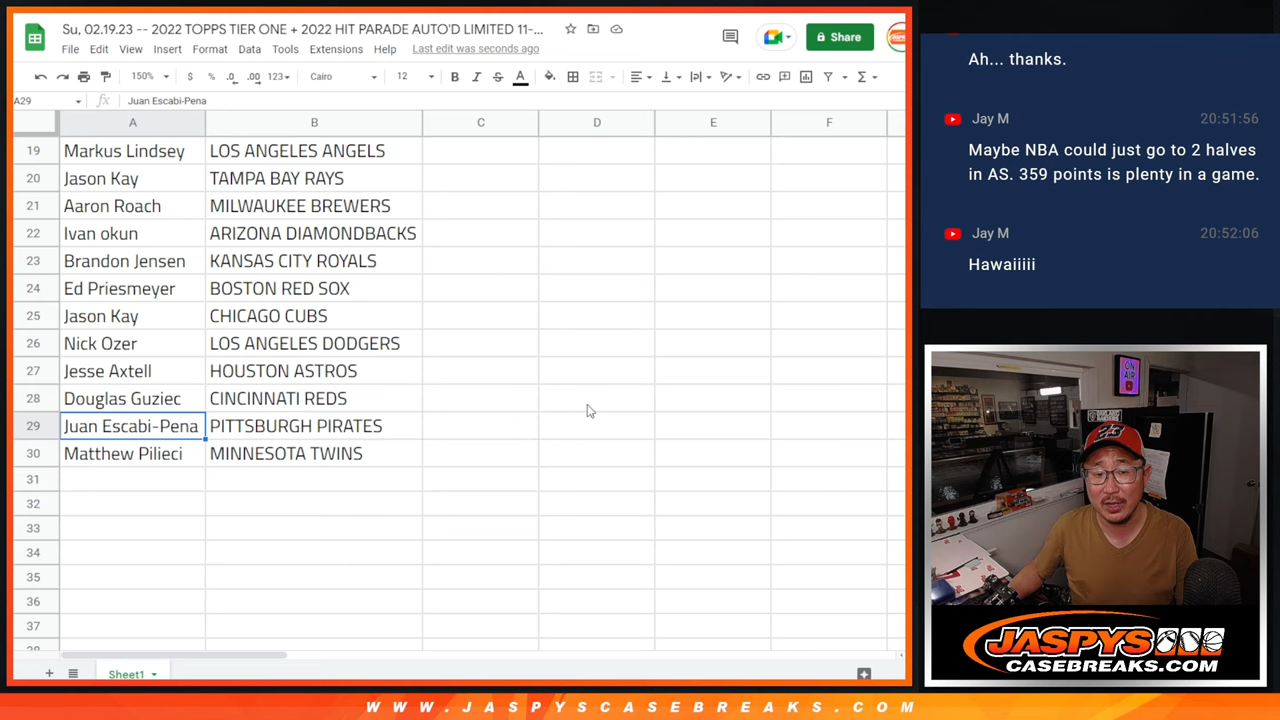 Su, 02.19.23 -- 2022 TOPPS TIER ONE + 2022 HIT PARADE AUTO'D LIMITED 11-...
File Edit View Insert Format Data Tools Extensions Help Last edit was seconds ago
Share
150% $ % .0 .00 123 Cairo 12 B I S A
A29 fx Juan Escabi-Pena
A B C D E F
19 Markus Lindsey LOS ANGELES ANGELS
20 Jason Kay TAMPA BAY RAYS
21 Aaron Roach MILWAUKEE BREWERS
22 Ivan okun ARIZONA DIAMONDBACKS
23 Brandon Jensen KANSAS CITY ROYALS
24 Ed Priesmeyer BOSTON RED SOX
25 Jason Kay CHICAGO CUBS
26 Nick Ozer LOS ANGELES DODGERS
27 Jesse Axtell HOUSTON ASTROS
28 Douglas Guziec CINCINNATI REDS
29 Juan Escabi-Pena PITTSBURGH PIRATES
30 Matthew Pilieci MINNESOTA TWINS
31
32
33
34
35
36
37
Sheet1
Ah... thanks.
Jay M 20:51:56
Maybe NBA could just go to 2 halves
in AS. 359 points is plenty in a game.
Jay M 20:52:06
Hawaiiiii
ON
AIR
23
JASPYS
CASEBREAKS.COM
WWW.JASPYSCASEBREAKS.COM